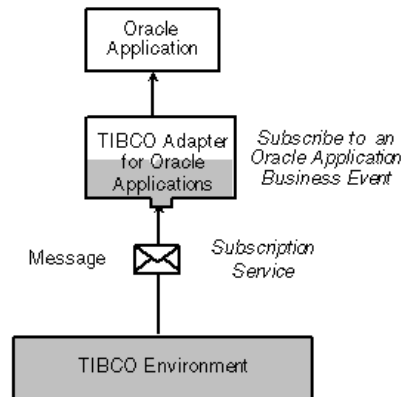 Oracle
Application
TIBCO Adapter
for Oracle
Applications
Subscribe to an
Oracle Application
Business Event
Message
Subscription
Service
TIBCO Environment